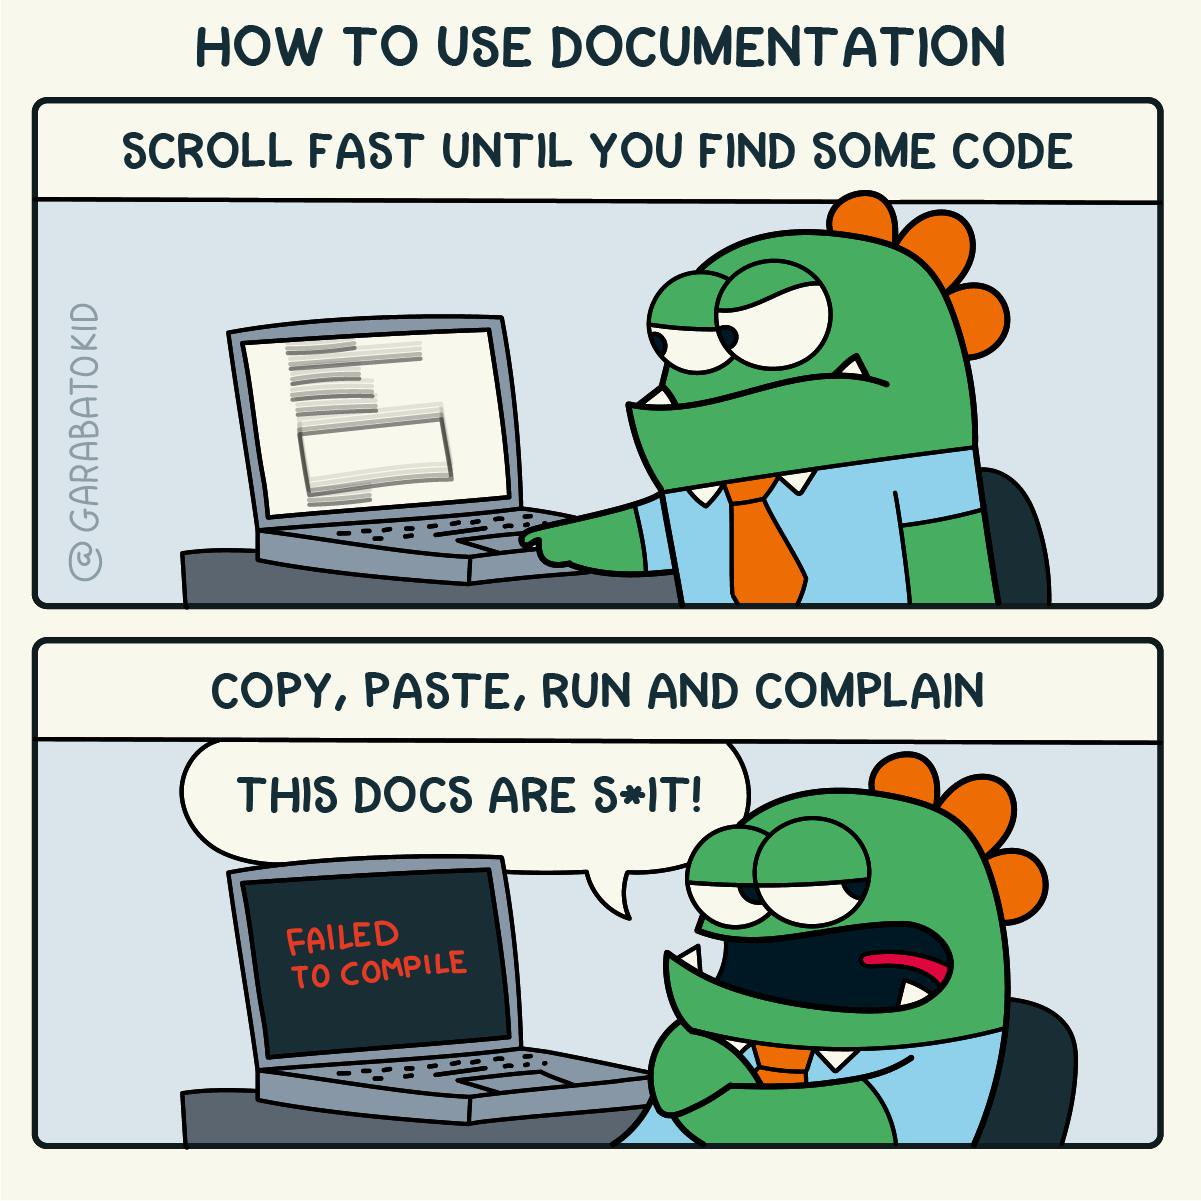 HOW TO USE DOCUMENTATION
SCROLL FAST UNTIL YOU FIND SOME CODE
@GARABATOKID
COPY, PASTE, RUN AND COMPLAIN
THIS DOCS ARE S*IT!
FAILED
TO COMPILE